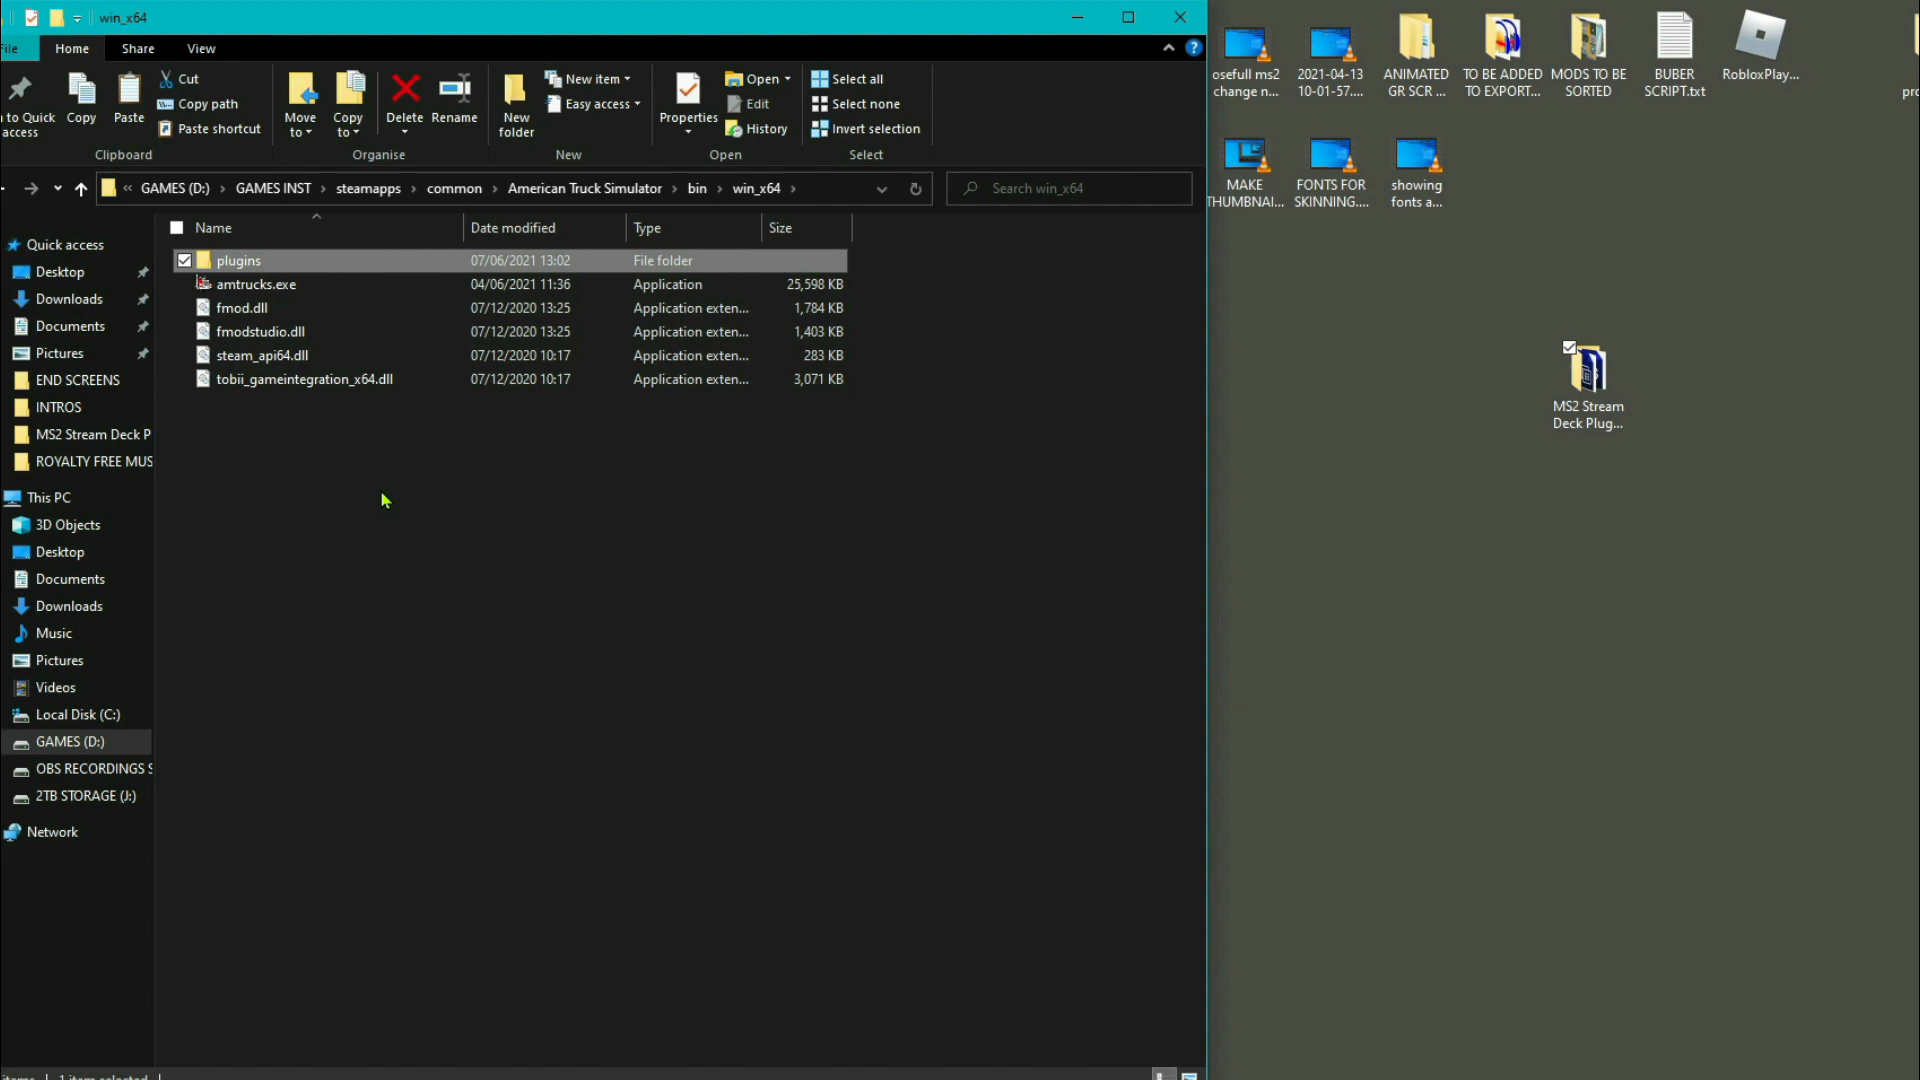 win_x64
File
Home
Share
View
to Quick
access
Copy
Paste
Cut
Copy path
Paste shortcut
Clipboard
Move
to
Copy
to
Delete
Rename
Organise
New
folder
New item
Easy access
New
Properties
Open
Edit
History
Open
Select all
Select none
Invert selection
Select
« GAMES (D:) › GAMES INST › steamapps › common › American Truck Simulator › bin › win_x64 ›
Search win_x64
Name Date modified Type Size
plugins 07/06/2021 13:02 File folder
amtrucks.exe 04/06/2021 11:36 Application 25,598 KB
fmod.dll 07/12/2020 13:25 Application exten... 1,784 KB
fmodstudio.dll 07/12/2020 13:25 Application exten... 1,403 KB
steam_api64.dll 07/12/2020 10:17 Application exten... 283 KB
tobii_gameintegration_x64.dll 07/12/2020 10:17 Application exten... 3,071 KB
Quick access
Desktop
Downloads
Documents
Pictures
END SCREENS
INTROS
MS2 Stream Deck P
ROYALTY FREE MUS
This PC
3D Objects
Desktop
Documents
Downloads
Music
Pictures
Videos
Local Disk (C:)
GAMES (D:)
OBS RECORDINGS S
2TB STORAGE (J:)
Network
items
1 item selected
osefull ms2
change n...
2021-04-13
10-01-57....
ANIMATED
GR SCR ...
TO BE ADDED
TO EXPORT...
MODS TO BE
SORTED
BUBER
SCRIPT.txt
RobloxPlay...
pro
MAKE
THUMBNAI...
FONTS FOR
SKINNING....
showing
fonts a...
MS2 Stream
Deck Plug...